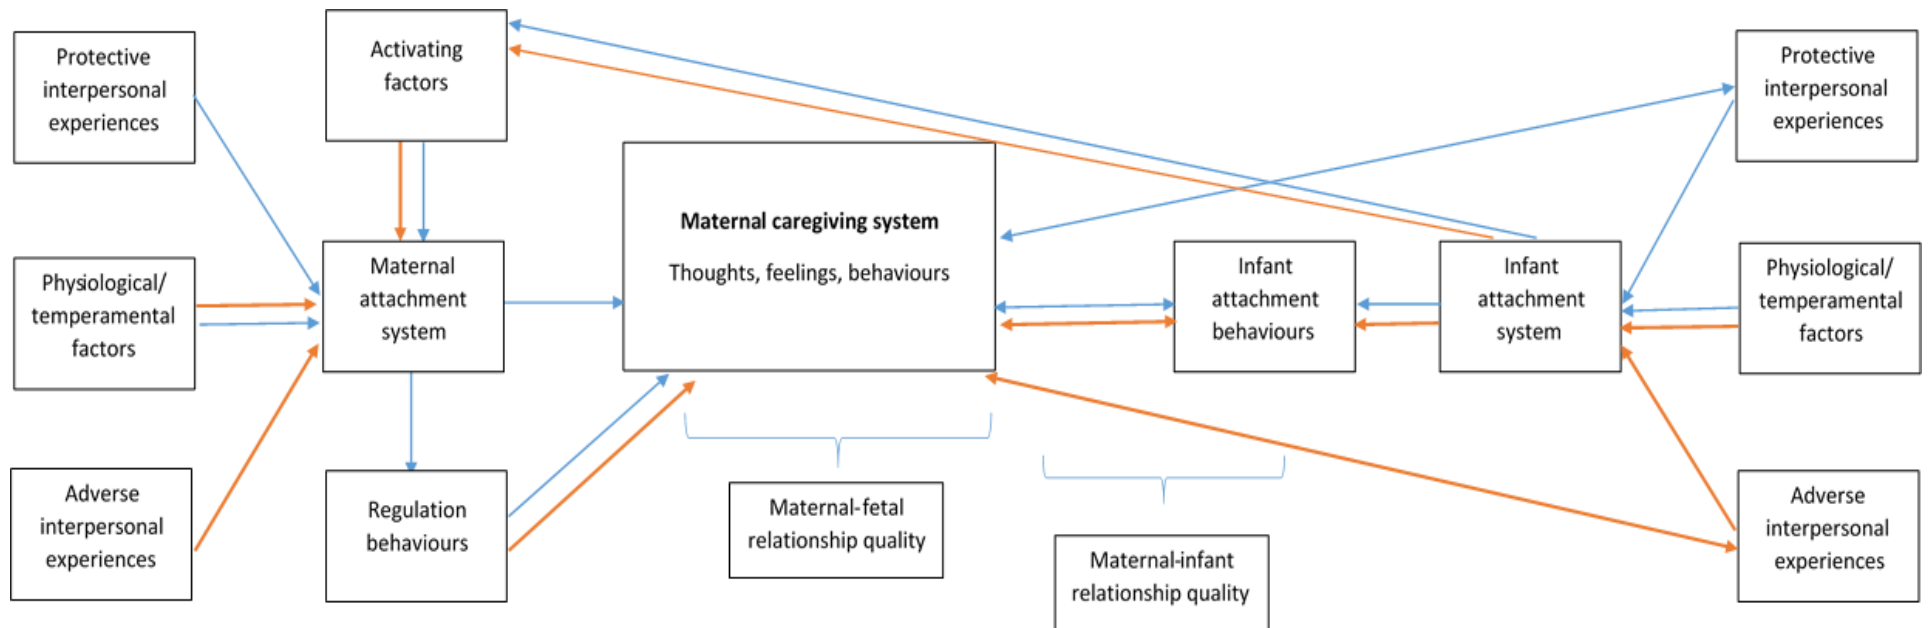 Protective
interpersonal
experiences
Activating
factors
Protective
interpersonal
experiences
Physiological/
temperamental
factors
Maternal
attachment
system
Maternal caregiving system
Thoughts, feelings, behaviours
Infant
attachment
behaviours
Infant
attachment
system
Physiological/
temperamental
factors
Adverse
interpersonal
experiences
Regulation
behaviours
Maternal-fetal
relationship quality
Maternal-infant
relationship quality
Adverse
interpersonal
experiences